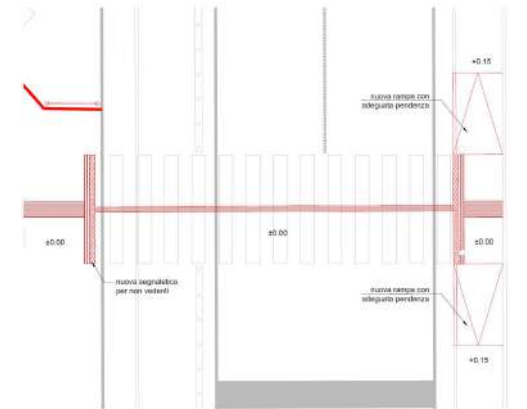 +0.15
nuova rampa con
adeguata pendenza
±0.00
±0.00
±0.00
nuova segnaletica
per non vedenti
nuova rampa con
adeguata pendenza
+0.15